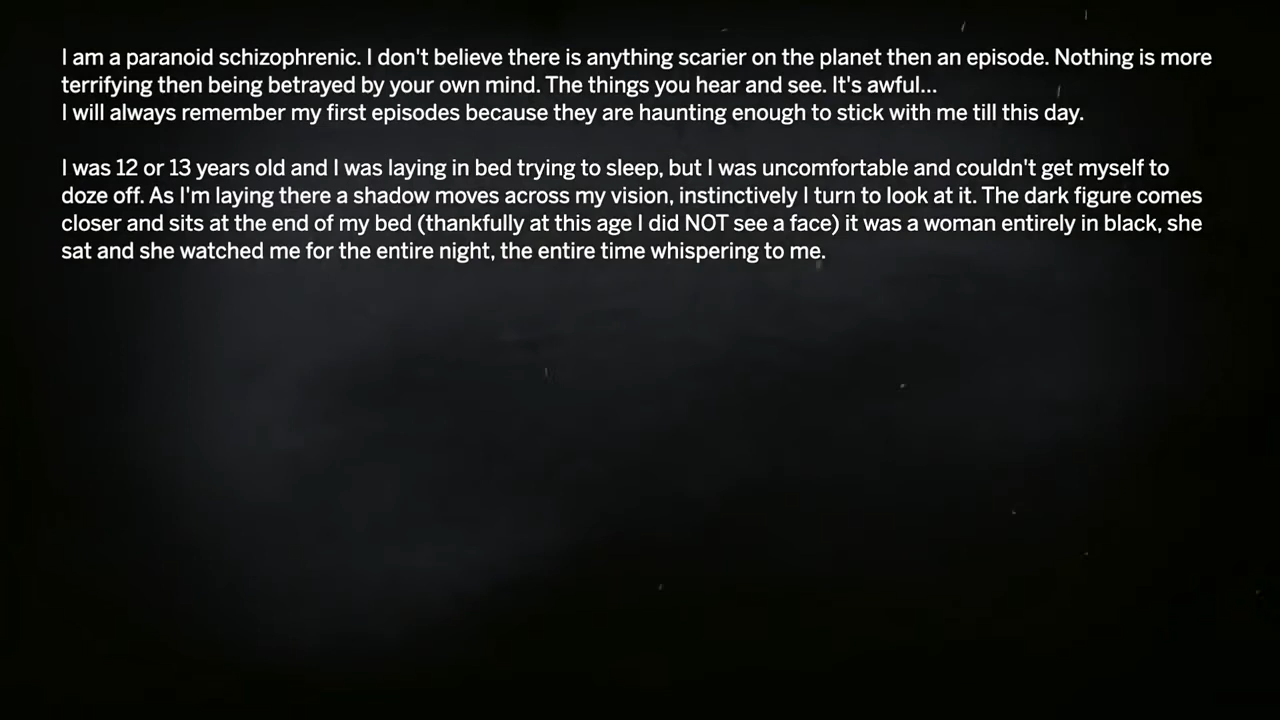 I am a paranoid schizophrenic. I don't believe there is anything scarier on the planet then an episode. Nothing is more
terrifying then being betrayed by your own mind. The things you hear and see. It's awful...
I will always remember my first episodes because they are haunting enough to stick with me till this day.
I was 12 or 13 years old and I was laying in bed trying to sleep, but I was uncomfortable and couldn't get myself to
doze off. As I'm laying there a shadow moves across my vision, instinctively I turn to look at it. The dark figure comes
closer and sits at the end of my bed (thankfully at this age I did NOT see a face) it was a woman entirely in black, she
sat and she watched me for the entire night, the entire time whispering to me.